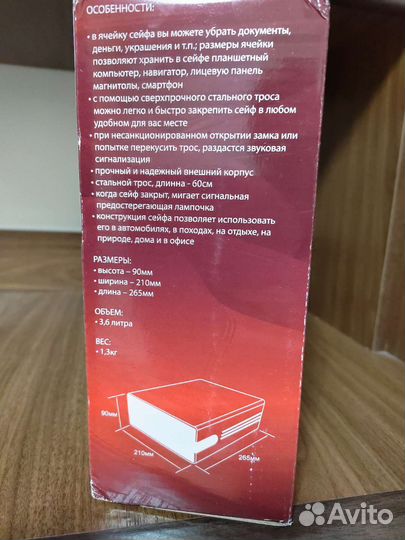 ОСОБЕННОСТИ:
• в ячейку сейфа вы можете убрать документы,
деньги, украшения и т.п.; размеры ячейки
позволяют хранить в сейфе планшетный
компьютер, навигатор, лицевую панель
магнитолы, смартфон
• с помощью сверхпрочного стального троса
можно легко и быстро закрепить сейф в любом
удобном для вас месте
• при несанкционированном открытии замка или
попытке перекусить трос, раздастся звуковая
сигнализация
• прочный и надежный внешний корпус
• стальной трос, длинна - 60см
• когда сейф закрыт, мигает сигнальная
предостерегающая лампочка
• конструкция сейфа позволяет использовать
его в автомобилях, в походах, на отдыхе, на
природе, дома и в офисе
РАЗМЕРЫ:
• высота – 90мм
• ширина – 210мм
• длина – 265мм
ОБЪЕМ:
• 3,6 литра
ВЕС:
• 1,3кг
90мм
210мм
265мм
Avito